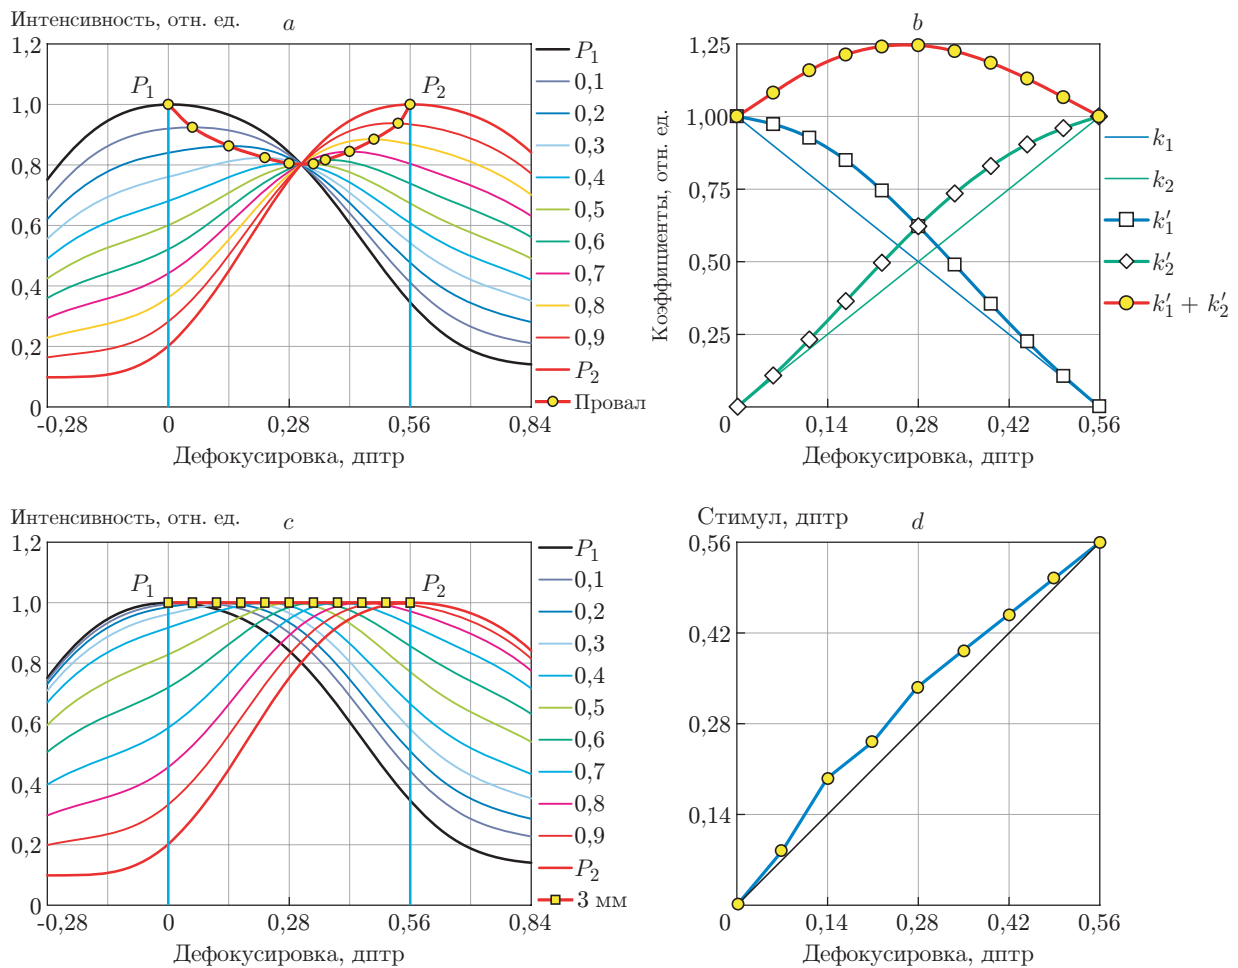 Интенсивность, отн. ед.
a
1,2
1,0
0,8
0,6
0,4
0,2
0
-0,28
0
0,28
0,56
0,84
Дефокусировка, дптр
P1
P2
P1
0,1
0,2
0,3
0,4
0,5
0,6
0,7
0,8
0,9
P2
Провал
b
Коэффициенты, отн. ед.
1,25
1,00
0,75
0,50
0,25
0
0,14
0,28
0,42
0,56
Дефокусировка, дптр
k1
k2
k′1
k′2
k′1 + k′2
Интенсивность, отн. ед.
c
1,2
1,0
0,8
0,6
0,4
0,2
0
-0,28
0
0,28
0,56
0,84
Дефокусировка, дптр
P1
P2
P1
0,1
0,2
0,3
0,4
0,5
0,6
0,7
0,8
0,9
P2
3 мм
Стимул, дптр
d
0,56
0,42
0,28
0,14
0
0,14
0,28
0,42
0,56
Дефокусировка, дптр